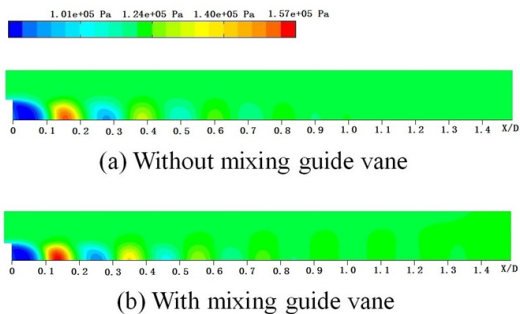 1.01e+05 Pa 1.24e+05 Pa 1.40e+05 Pa 1.57e+05 Pa
0 0.1 0.2 0.3 0.4 0.5 0.6 0.7 0.8 0.9 1.0 1.1 1.2 1.3 1.4 X/D
(a) Without mixing guide vane
0 0.1 0.2 0.3 0.4 0.5 0.6 0.7 0.8 0.9 1.0 1.1 1.2 1.3 1.4 X/D
(b) With mixing guide vane